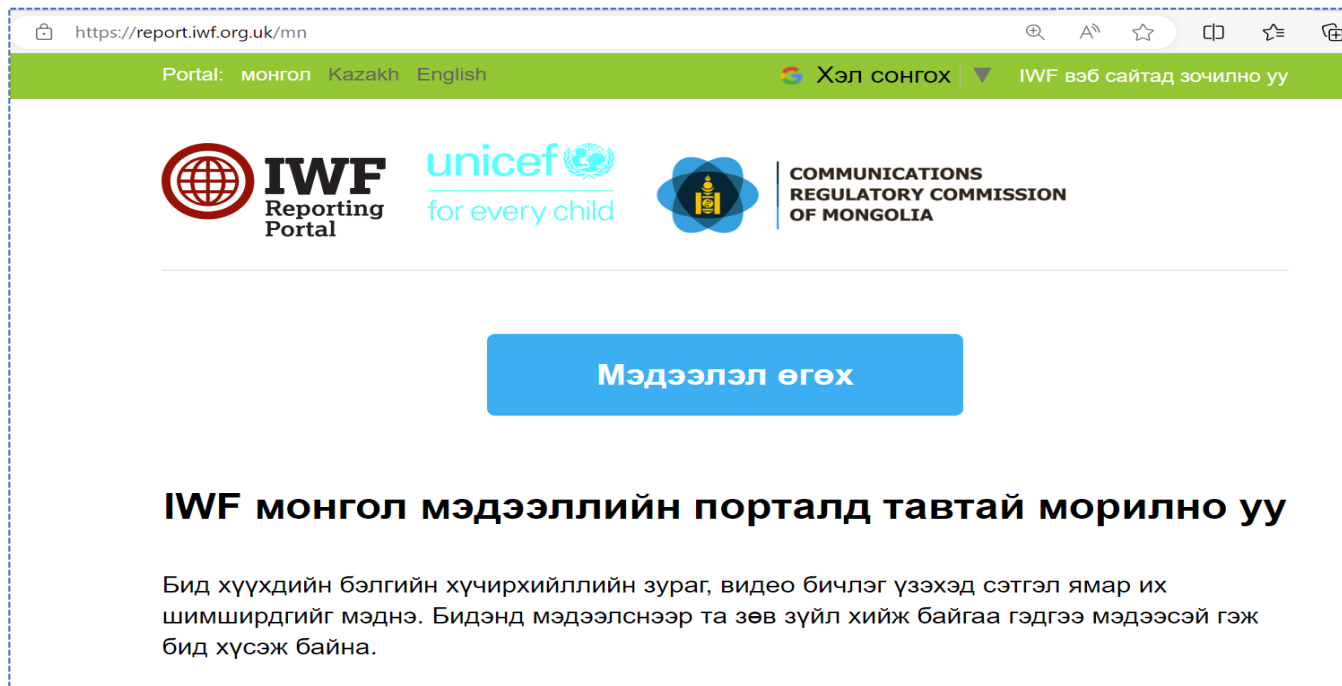 https://report.iwf.org.uk/mn
Portal: монгол Kazakh English Хэл сонгох IWF вэб сайтад зочилно уу
IWF
Reporting
Portal
unicef
for every child
COMMUNICATIONS
REGULATORY COMMISSION
OF MONGOLIA
Мэдээлэл өгөх
IWF монгол мэдээллийн порталд тавтай морилно уу
Бид хүүхдийн бэлгийн хүчирхийллийн зураг, видео бичлэг үзэхэд сэтгэл ямар их
шимширдгийг мэднэ. Бидэнд мэдээлснээр та зөв зүйл хийж байгаа гэдгээ мэдээсэй гэж
бид хүсэж байна.